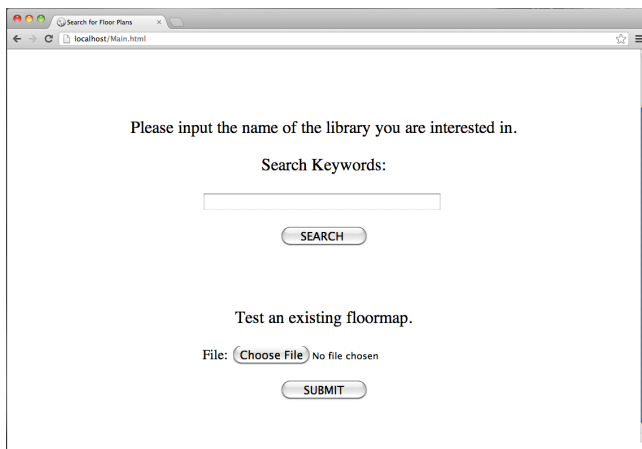 Search for Floor Plans
localhost/Main.html
Please input the name of the library you are interested in.
Search Keywords:
SEARCH
Test an existing floormap.
File: Choose File No file chosen
SUBMIT